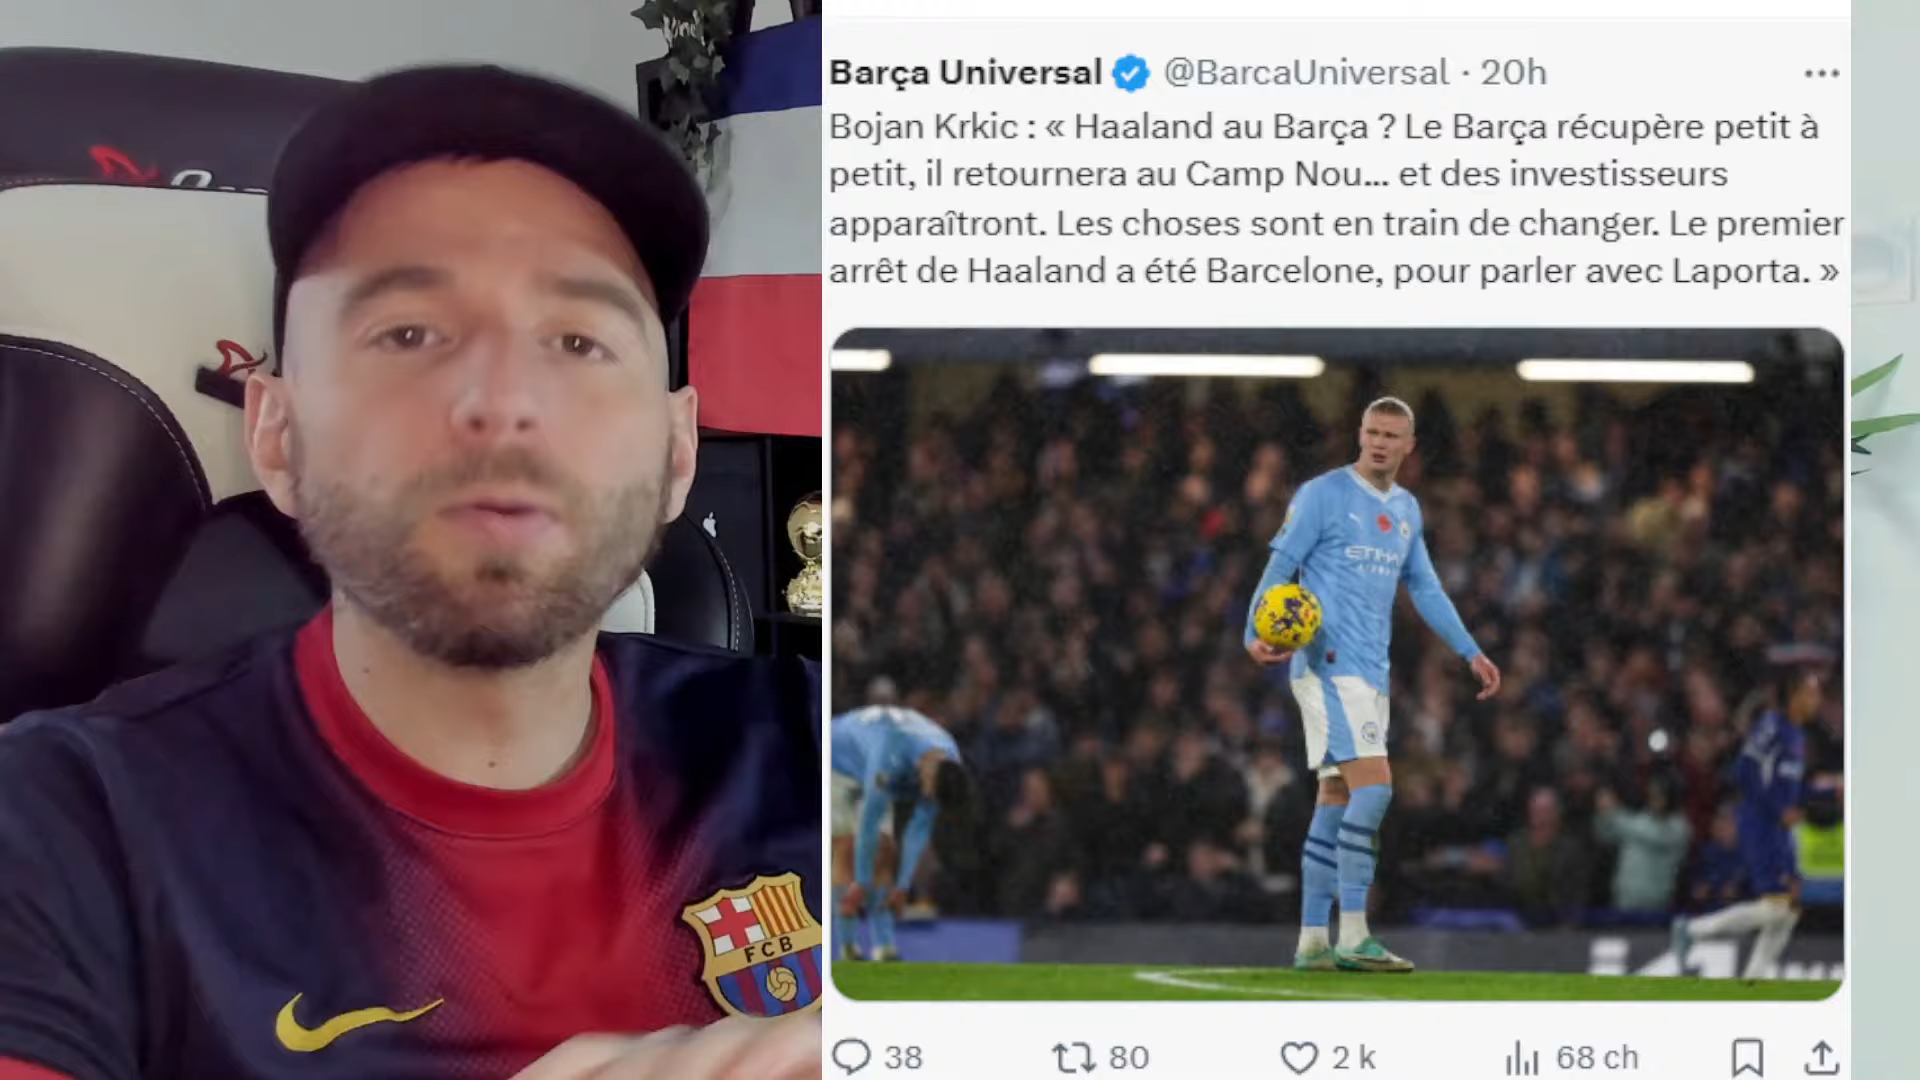 Barça Universal @BarcaUniversal · 20h
Bojan Krkic : « Haaland au Barça ? Le Barça récupère petit à
petit, il retournera au Camp Nou... et des investisseurs
apparaîtront. Les choses sont en train de changer. Le premier
arrêt de Haaland a été Barcelone, pour parler avec Laporta. »
ETIHAD
FCB
38 80 2 k 68 ch